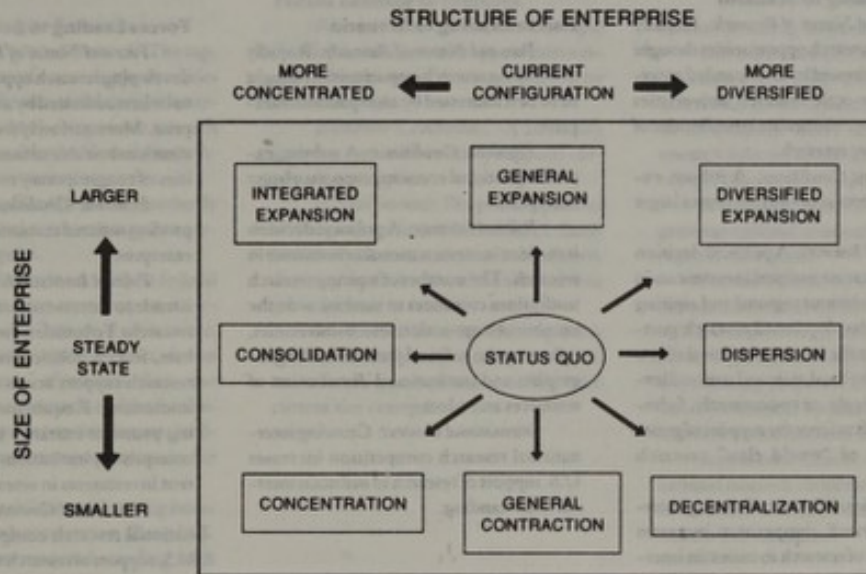 STRUCTURE OF ENTERPRISE
MORE
CONCENTRATED
CURRENT
CONFIGURATION
MORE
DIVERSIFIED
SIZE OF ENTEPRISE
LARGER
STEADY
STATE
SMALLER
INTEGRATED
EXPANSION
GENERAL
EXPANSION
DIVERSIFIED
EXPANSION
CONSOLIDATION
STATUS QUO
DISPERSION
CONCENTRATION
GENERAL
CONTRACTION
DECENTRALIZATION